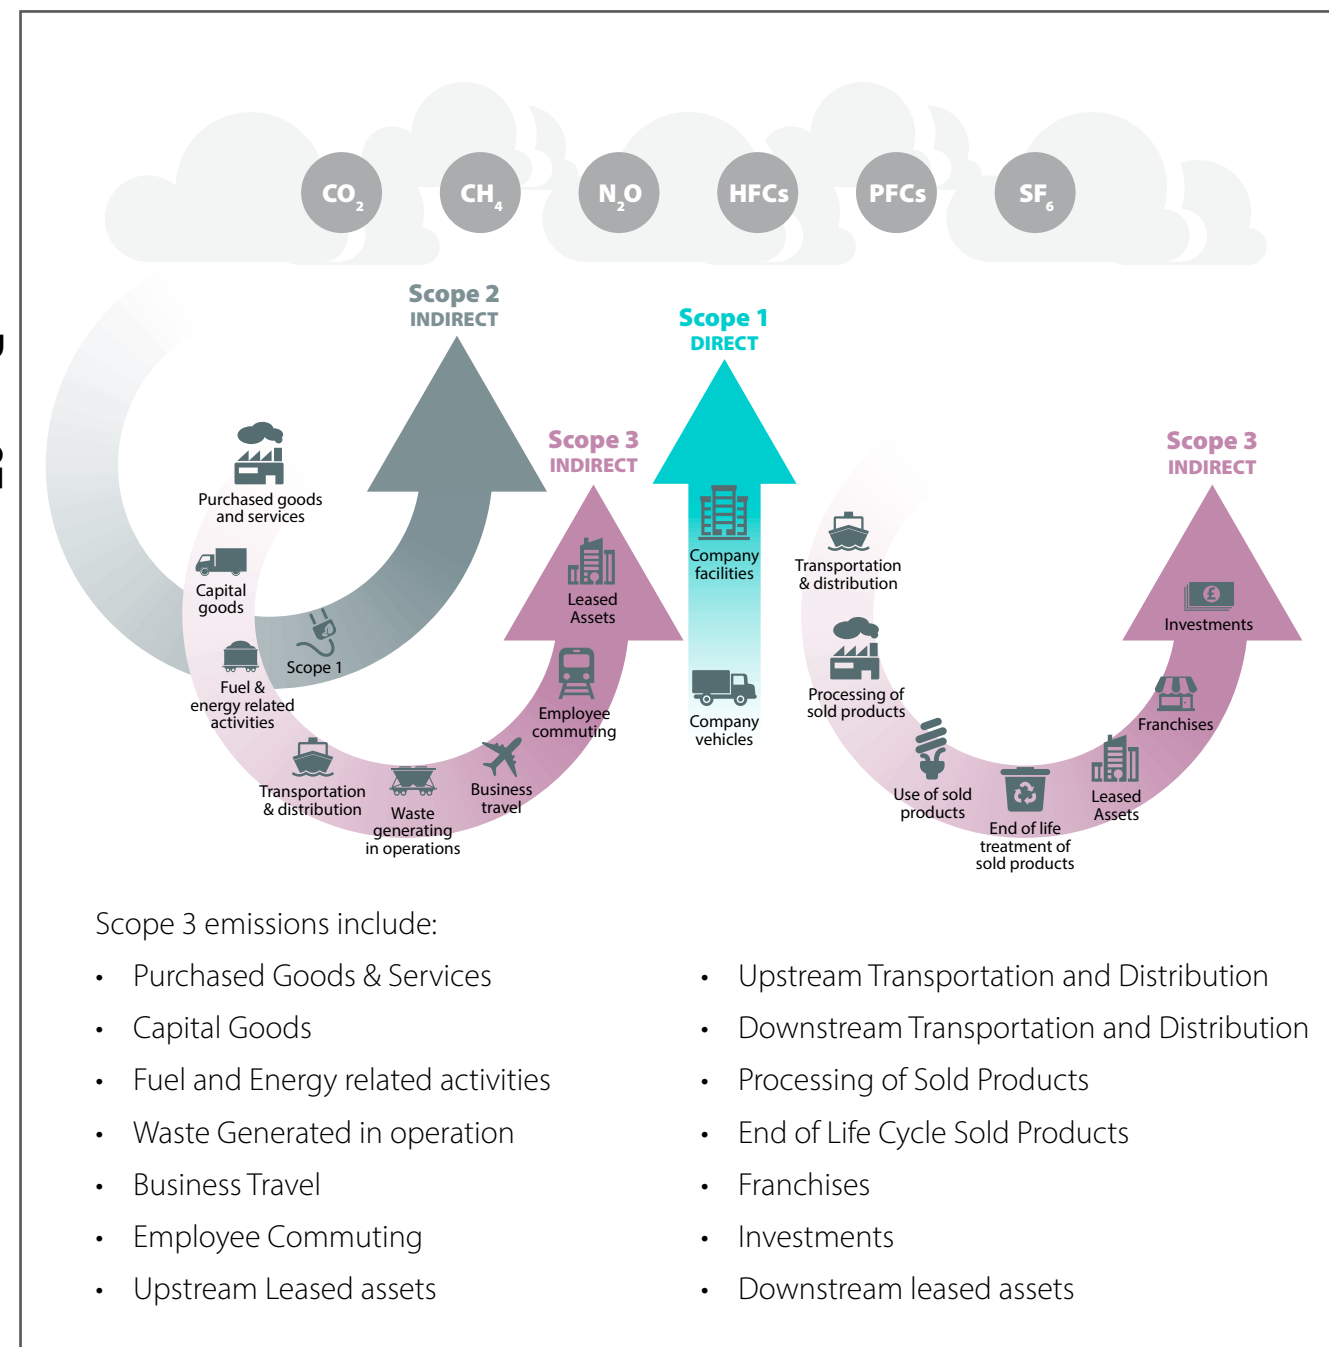 CO2
CH4
N2O
HFCs
PFCs
SF6
Scope 2
INDIRECT
Scope 1
DIRECT
Scope 3
INDIRECT
Scope 3
INDIRECT
Purchased goods
and services
Capital
goods
Fuel &
energy related
activities
Scope 1
Transportation
& distribution
Waste
generating
in operations
Business
travel
Employee
commuting
Leased
Assets
Company
facilities
Company
vehicles
Transportation
& distribution
Processing of
sold products
Use of sold
products
End of life
treatment of
sold products
Leased
Assets
Franchises
£
Investments
Scope 3 emissions include:
• Purchased Goods & Services
• Capital Goods
• Fuel and Energy related activities
• Waste Generated in operation
• Business Travel
• Employee Commuting
• Upstream Leased assets
• Upstream Transportation and Distribution
• Downstream Transportation and Distribution
• Processing of Sold Products
• End of Life Cycle Sold Products
• Franchises
• Investments
• Downstream leased assets